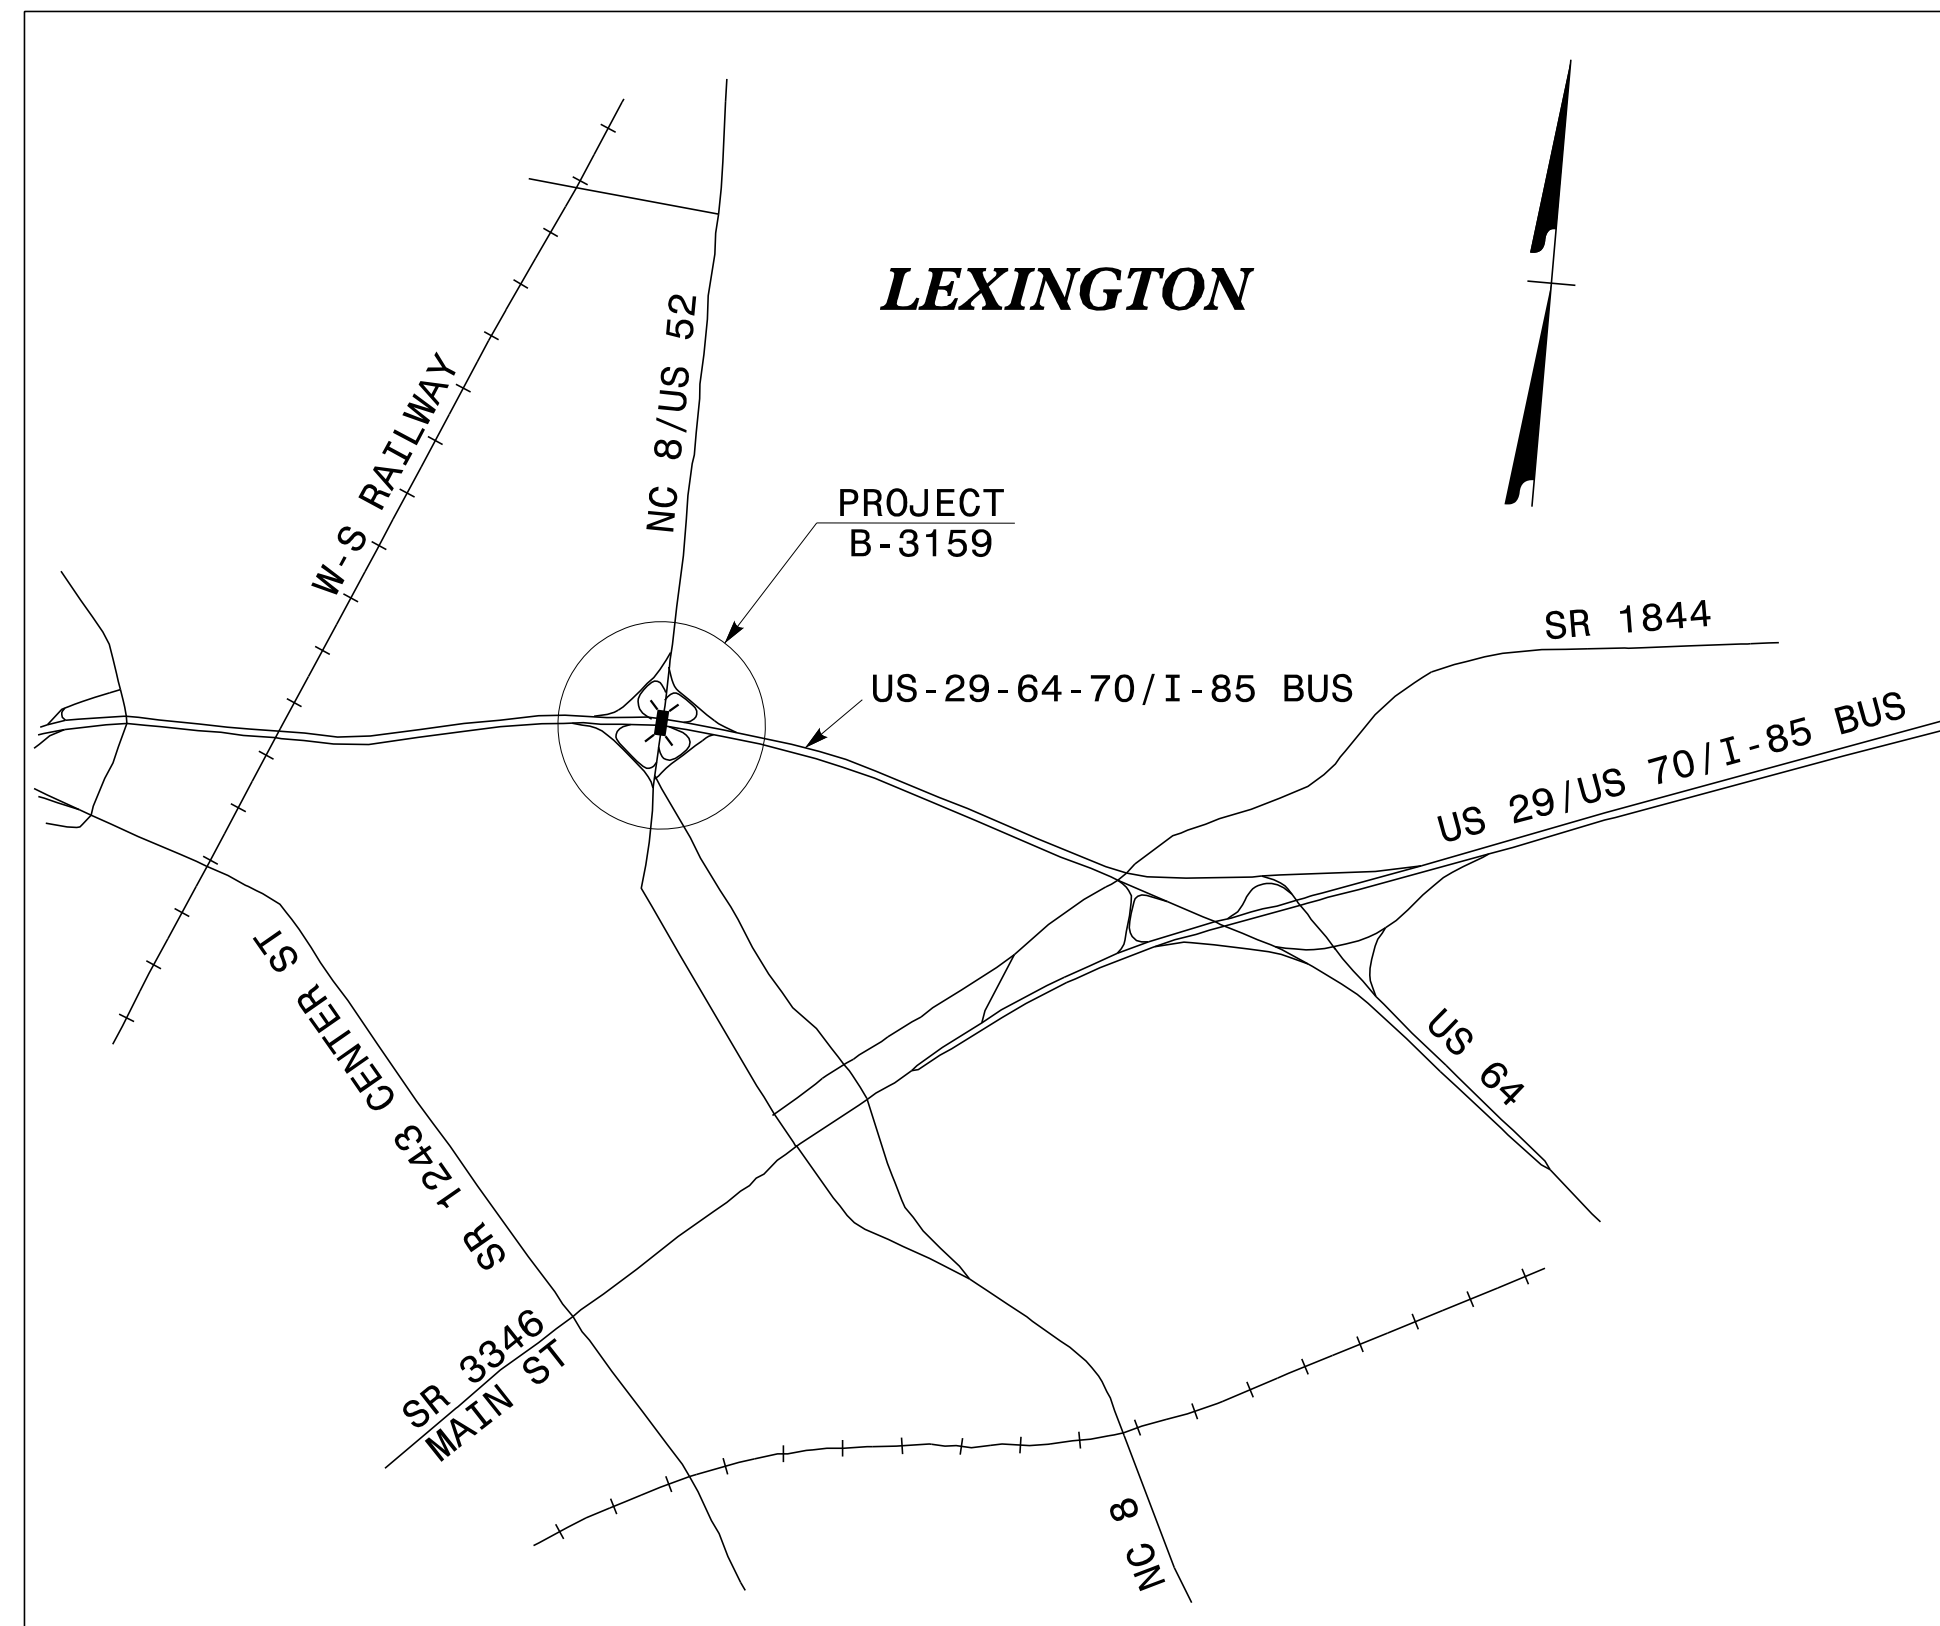 LEXINGTON
NC 8/US 52
W-S RAILWAY
PROJECT
B-3159
SR 1844
US-29-64-70/I-85 BUS
US 29/US 70/I-85 BUS
SR 1243 CENTER ST
US 64
SR 3346
MAIN ST
NC 8